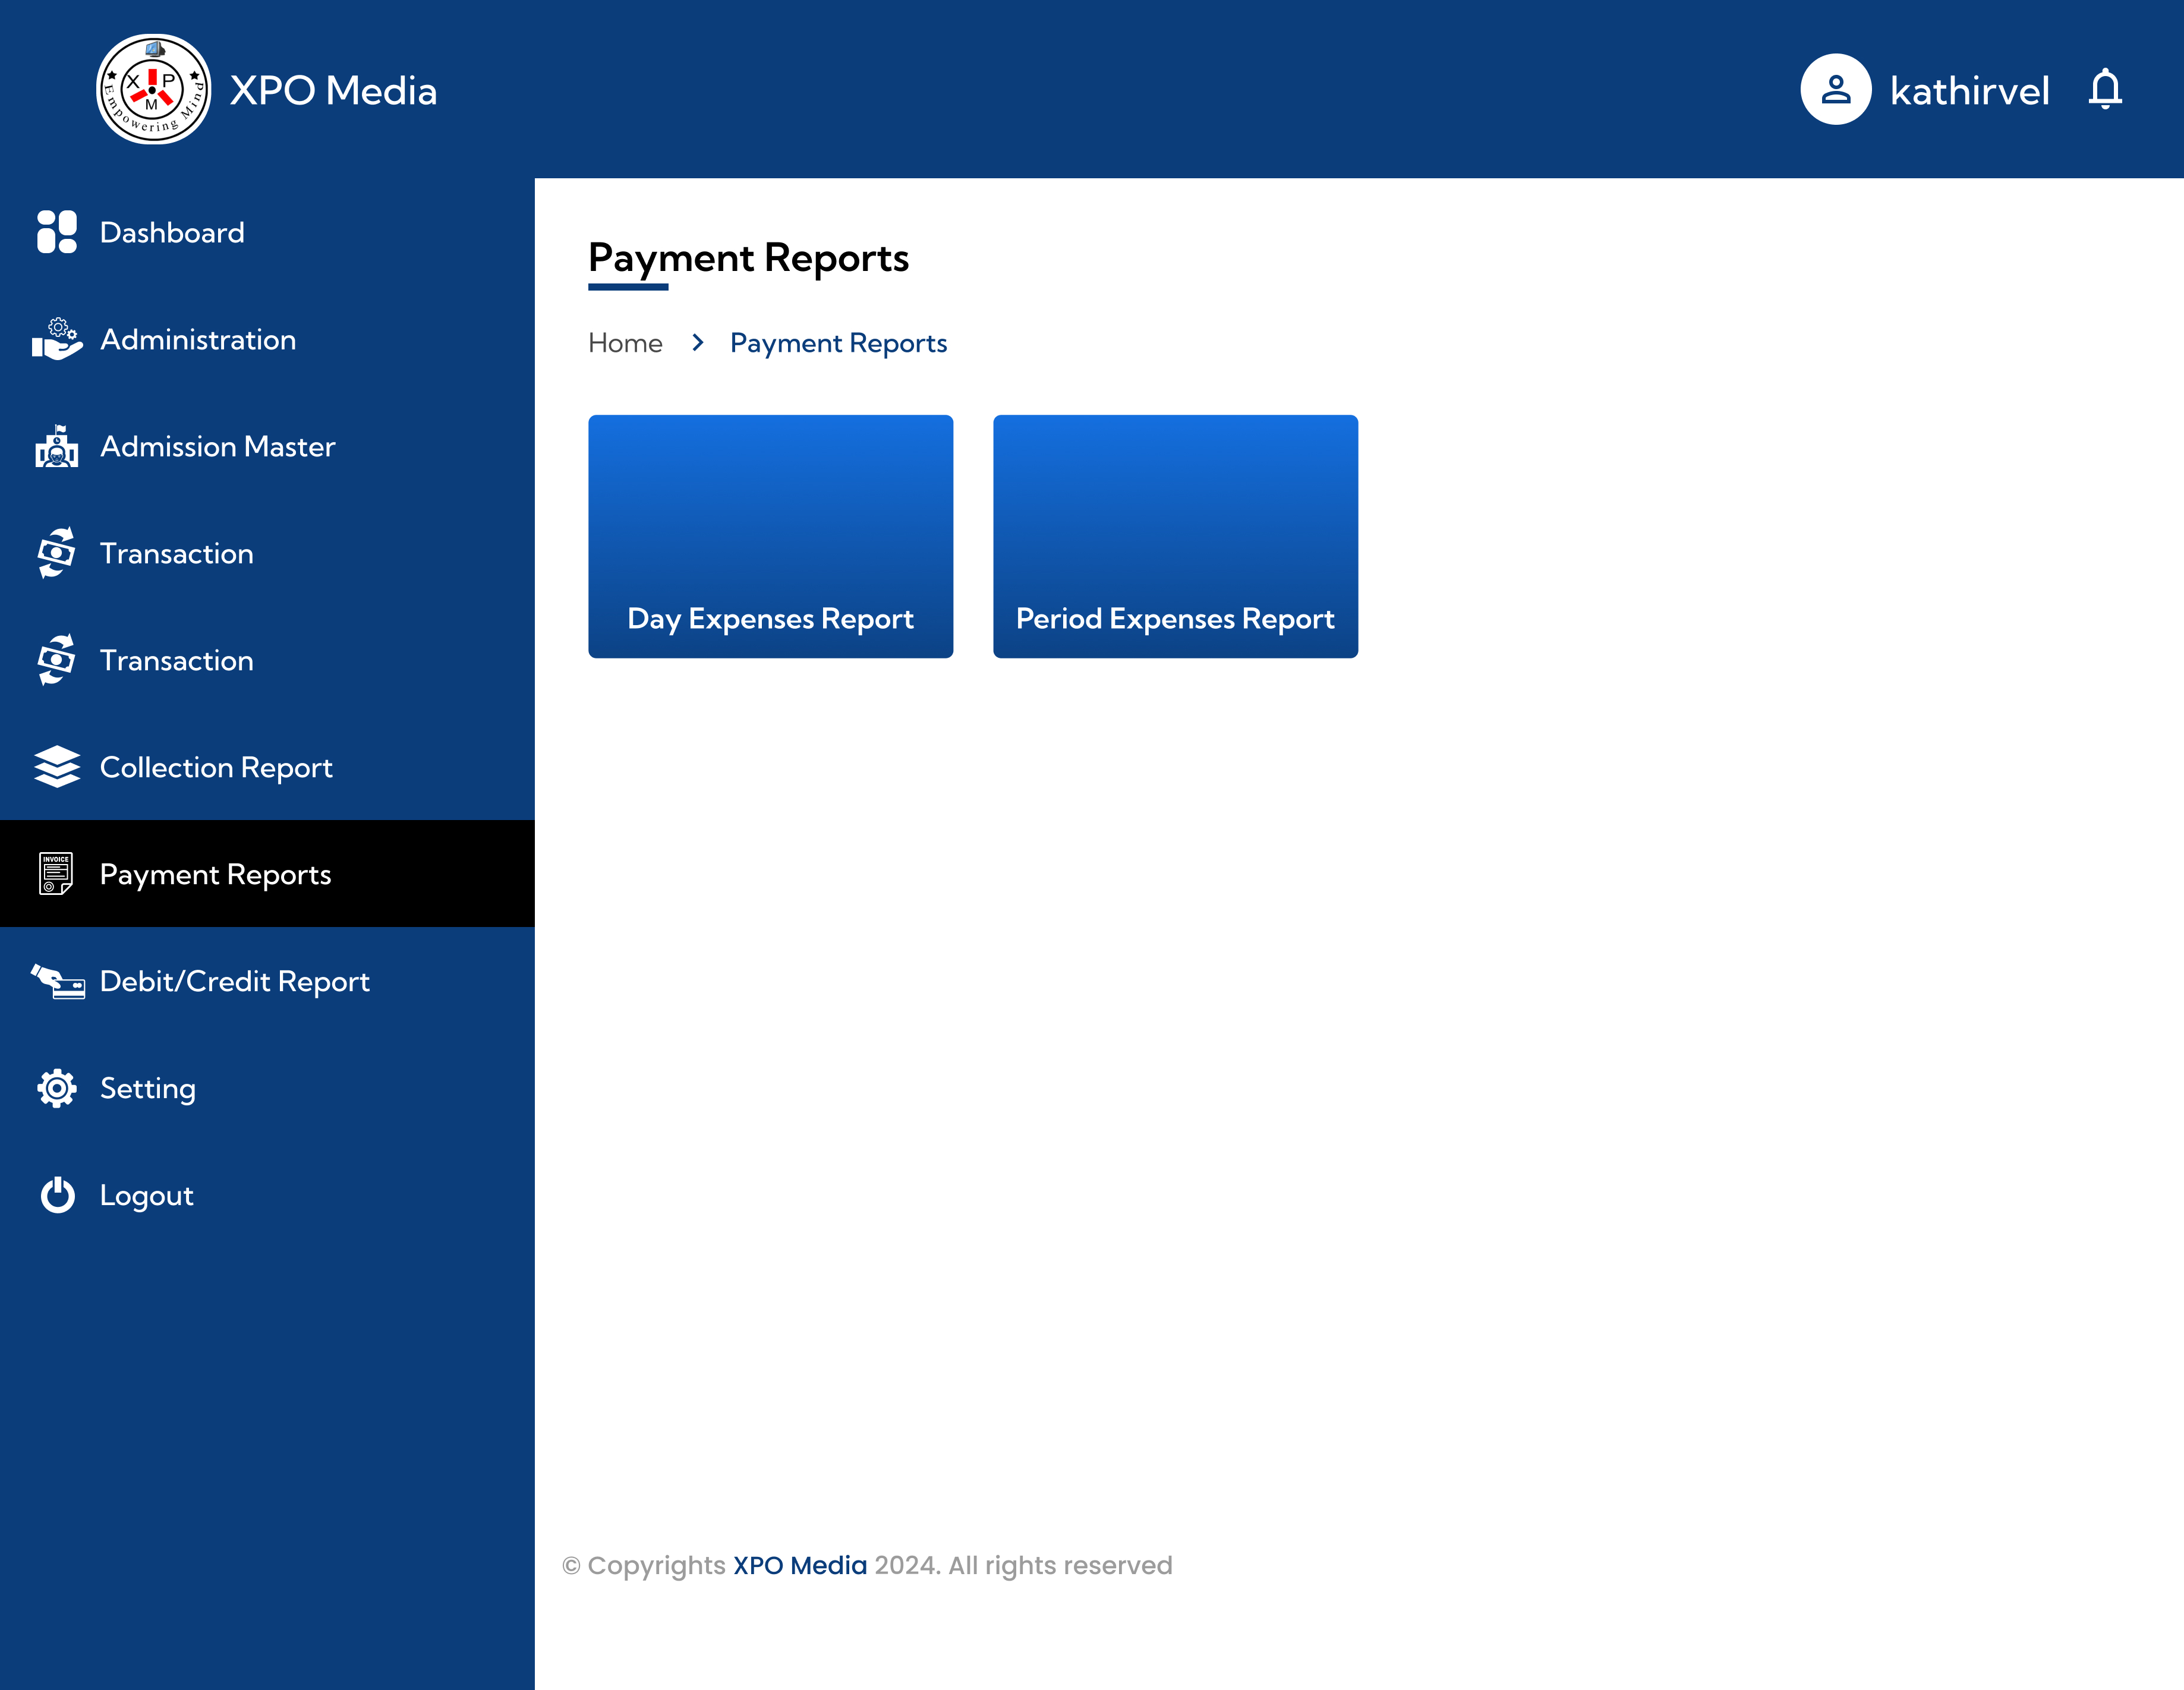 X P M
Empowering Mind
XPO Media
kathirvel
Dashboard
Administration
Admission Master
Transaction
Transaction
Collection Report
INVOICE
Payment Reports
Debit/Credit Report
Setting
Logout
Payment Reports
Home > Payment Reports
Day Expenses Report
Period Expenses Report
© Copyrights XPO Media 2024. All rights reserved